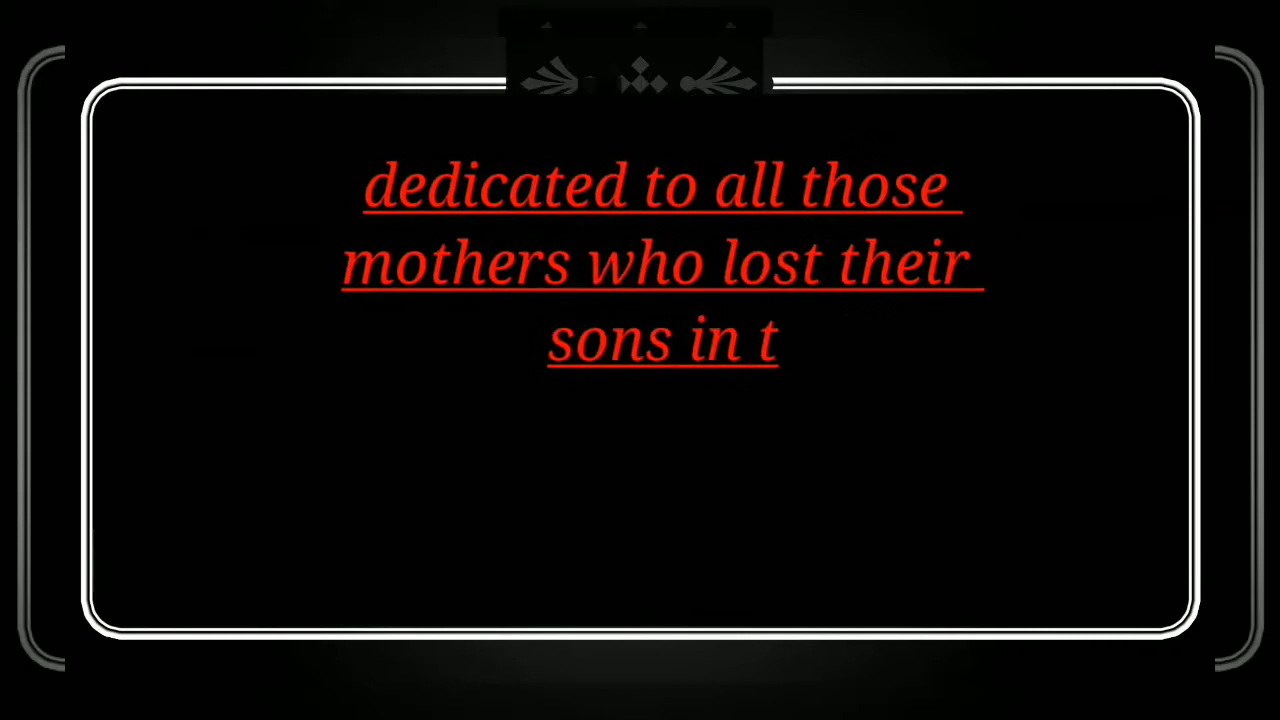 dedicated to all those
mothers who lost their
sons in t